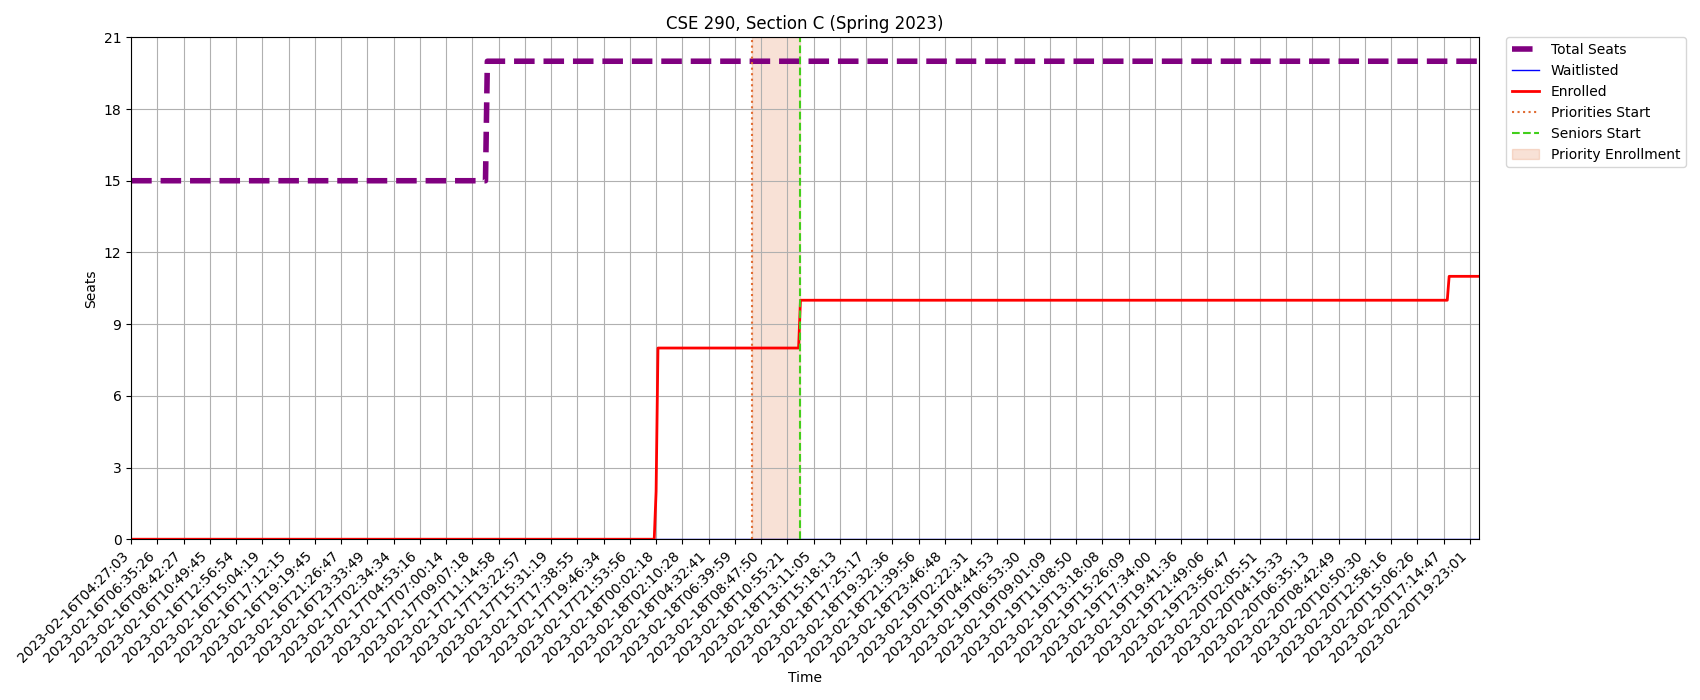 CSE 290, Section C (Spring 2023)
21
18
15
12
9
6
3
0
Seats
2023-02-16T04:27:03
2023-02-16T06:35:26
2023-02-16T08:42:27
2023-02-16T10:49:45
2023-02-16T12:56:54
2023-02-16T15:04:19
2023-02-16T17:12:15
2023-02-16T19:19:45
2023-02-16T21:26:47
2023-02-16T23:33:49
2023-02-17T02:34:34
2023-02-17T04:53:16
2023-02-17T07:00:14
2023-02-17T09:07:18
2023-02-17T11:14:58
2023-02-17T13:22:57
2023-02-17T15:31:19
2023-02-17T17:38:55
2023-02-17T19:46:34
2023-02-17T21:53:56
2023-02-18T00:02:18
2023-02-18T02:10:28
2023-02-18T04:32:41
2023-02-18T06:39:59
2023-02-18T08:47:50
2023-02-18T10:55:21
2023-02-18T13:11:05
2023-02-18T15:18:13
2023-02-18T17:25:17
2023-02-18T19:32:36
2023-02-18T21:39:56
2023-02-18T23:46:48
2023-02-19T02:22:31
2023-02-19T04:44:53
2023-02-19T06:53:30
2023-02-19T09:01:09
2023-02-19T11:08:50
2023-02-19T13:18:08
2023-02-19T15:26:09
2023-02-19T17:34:00
2023-02-19T19:41:36
2023-02-19T21:49:06
2023-02-19T23:56:47
2023-02-20T02:05:51
2023-02-20T04:15:33
2023-02-20T06:35:13
2023-02-20T08:42:49
2023-02-20T10:50:30
2023-02-20T12:58:16
2023-02-20T15:06:26
2023-02-20T17:14:47
2023-02-20T19:23:01
Time
Total Seats
Waitlisted
Enrolled
Priorities Start
Seniors Start
Priority Enrollment